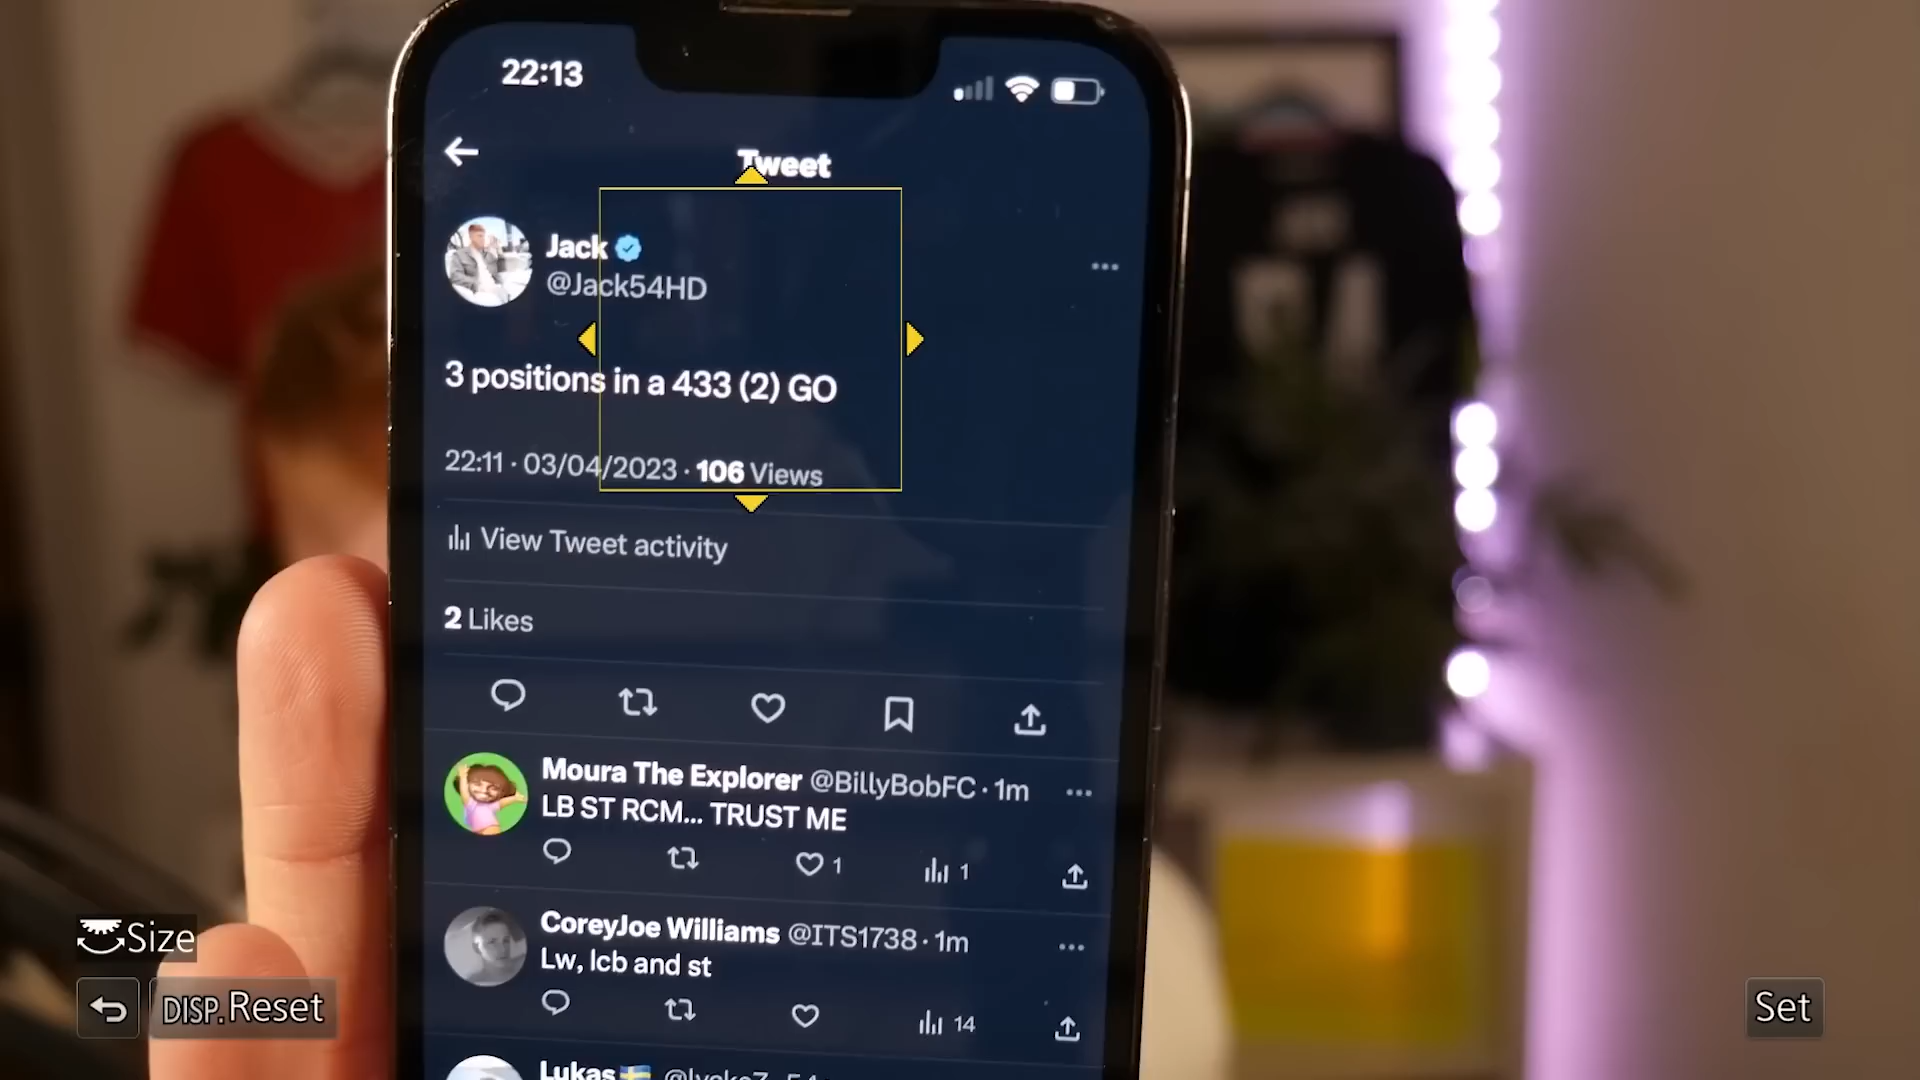 22:13
Tweet
Jack
@Jack54HD
3 positions in a 433 (2) GO
22:11 · 03/04/2023 · 106 Views
View Tweet activity
2 Likes
Moura The Explorer @BillyBobFC · 1m
LB ST RCM... TRUST ME
1
1
CoreyJoe Williams @ITS1738 · 1m
Lw, lcb and st
14
Lukas
Size
DISP. Reset
Set